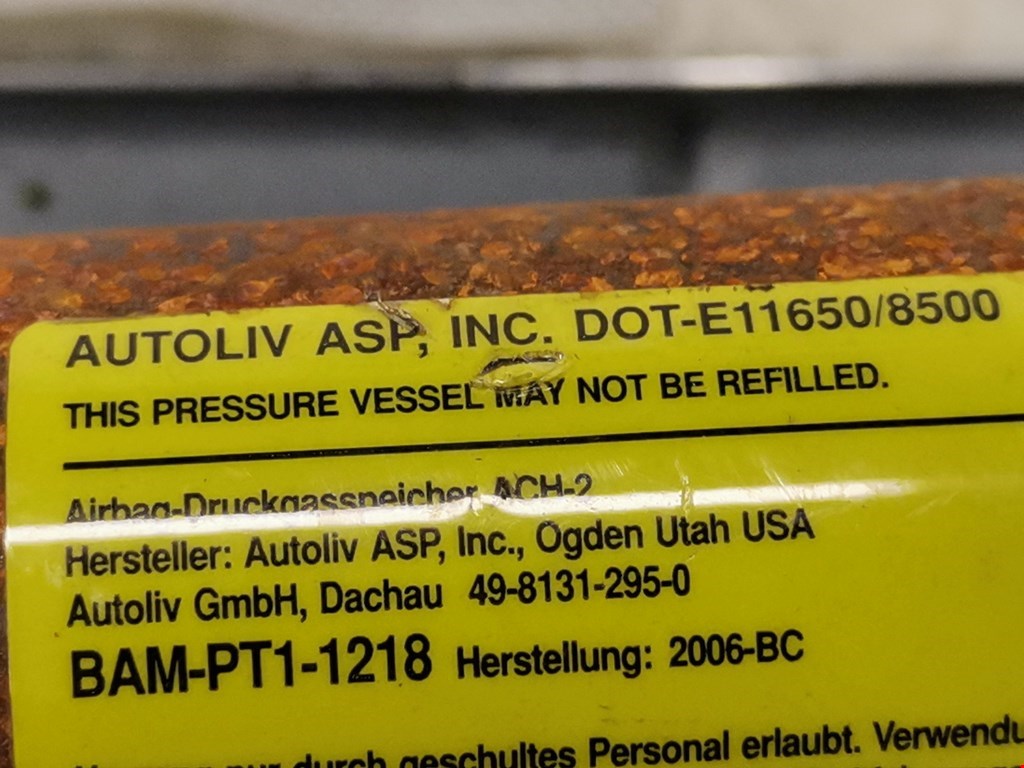 AUTOLIV ASP, INC. DOT-E11650/8500
THIS PRESSURE VESSEL MAY NOT BE REFILLED.
Airbag-Druckgasspeicher ACH-2
Hersteller: Autoliv ASP, Inc., Ogden Utah USA
Autoliv GmbH, Dachau 49-8131-295-0
BAM-PT1-1218 Herstellung: 2006-BC
nur durch geschultes Personal erlaubt.